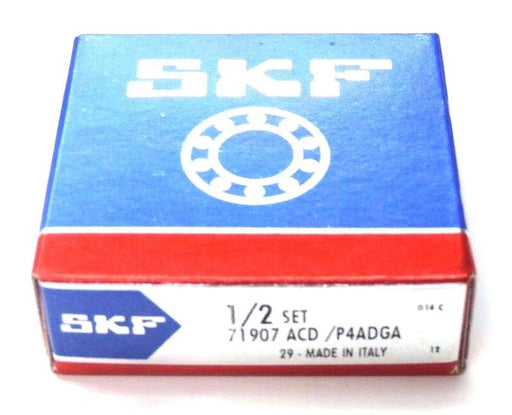 SKF
SKF
1/2 SET
014 C
71907 ACD /P4ADGA
29 - MADE IN ITALY
12